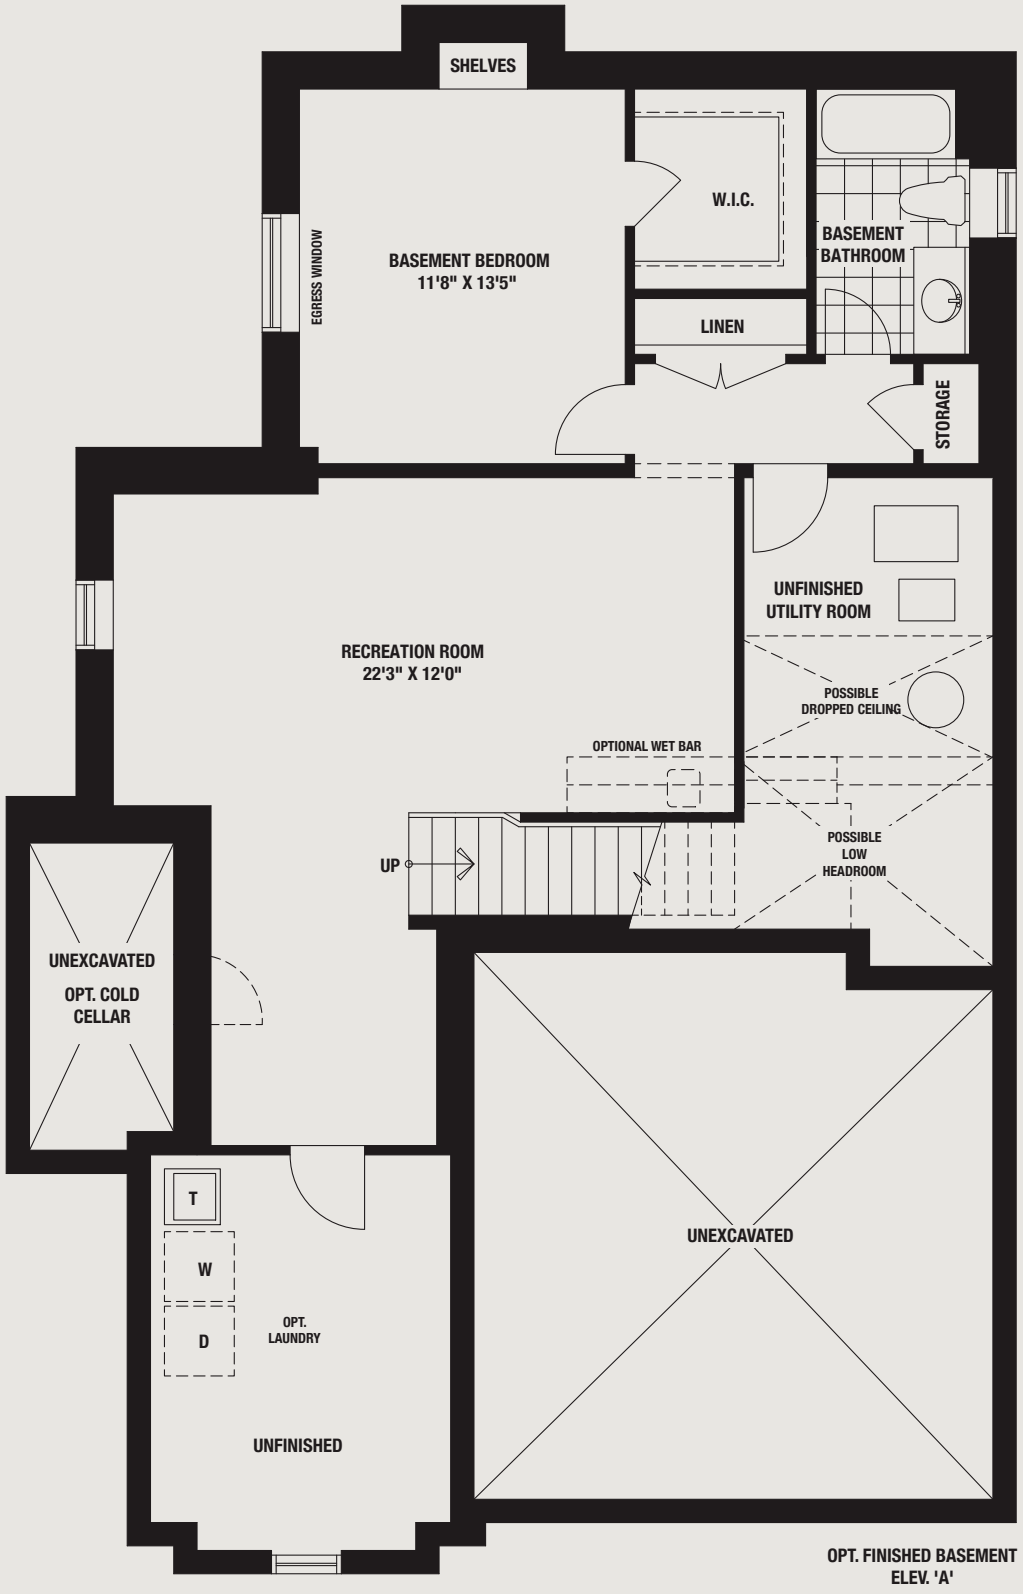 SHELVES
W.I.C.
BASEMENT
BATHROOM
EGRESS WINDOW
BASEMENT BEDROOM
11'8" X 13'5"
LINEN
STORAGE
UNFINISHED
UTILITY ROOM
RECREATION ROOM
22'3" X 12'0"
POSSIBLE
DROPPED CEILING
OPTIONAL WET BAR
POSSIBLE
LOW
HEADROOM
UP
UNEXCAVATED
OPT. COLD
CELLAR
T
W
D
OPT.
LAUNDRY
UNFINISHED
UNEXCAVATED
OPT. FINISHED BASEMENT
ELEV. 'A'